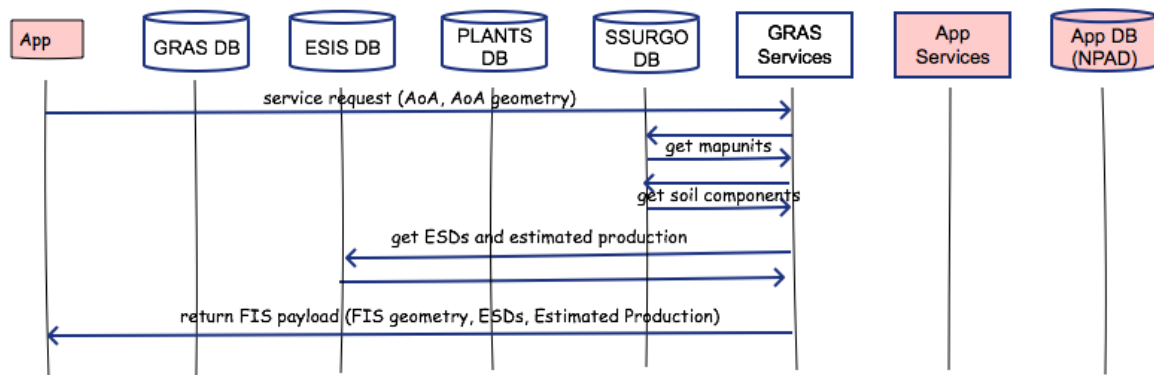 App
GRAS DB
ESIS DB
PLANTS
DB
SSURGO
DB
GRAS
Services
App
Services
App DB
(NPAD)
service request (AoA, AoA geometry)
get mapunits
get soil components
get ESDs and estimated production
return FIS payload (FIS geometry, ESDs, Estimated Production)